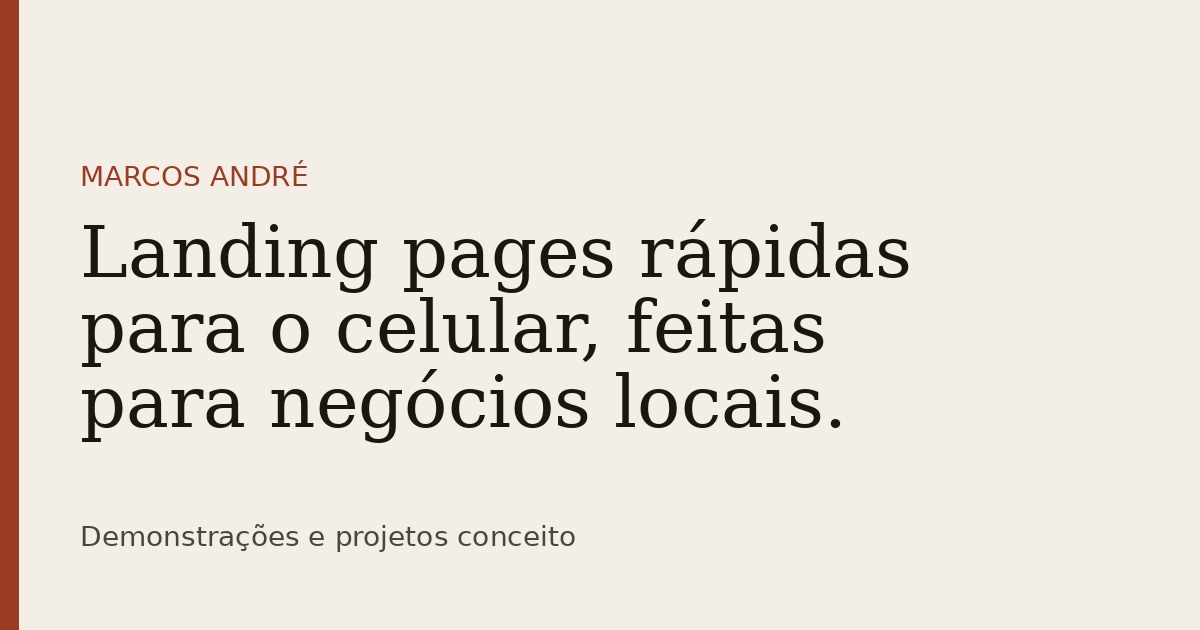 MARCOS ANDRÉ
Landing pages rápidas
para o celular, feitas
para negócios locais.
Demonstrações e projetos conceito